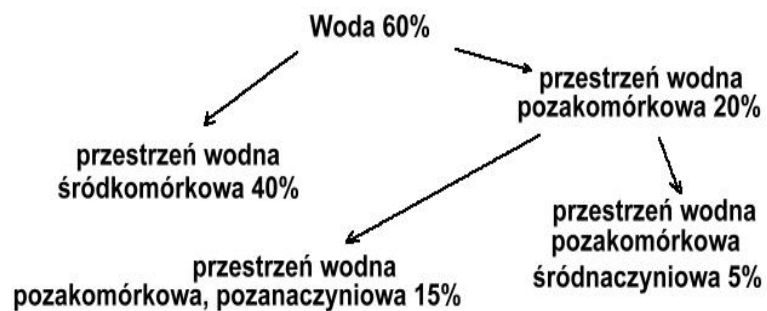 Woda 60%
przestrzeń wodna
pozakomórkowa 20%
przestrzeń wodna
śródkomórkowa 40%
przestrzeń wodna
pozakomórkowa
śródnaczyniowa 5%
przestrzeń wodna
pozakomórkowa, pozanaczyniowa 15%